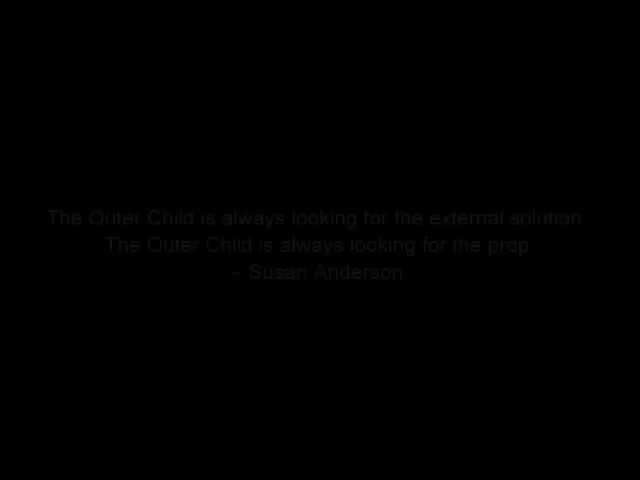 The Outer Child is always looking for the external solution
The Outer Child is always looking for the prop
– Susan Anderson